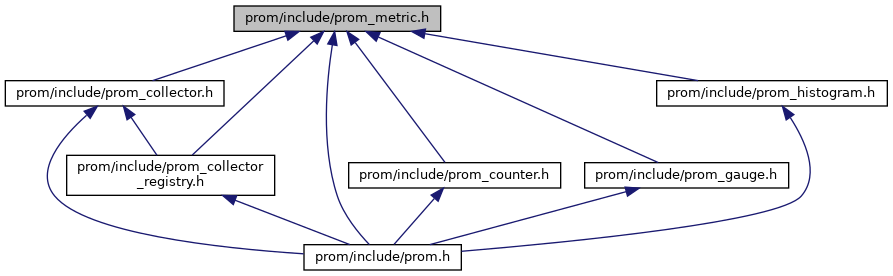 prom/include/prom_metric.h
prom/include/prom_collector.h
prom/include/prom_histogram.h
prom/include/prom_collector
_registry.h
prom/include/prom_counter.h
prom/include/prom_gauge.h
prom/include/prom.h